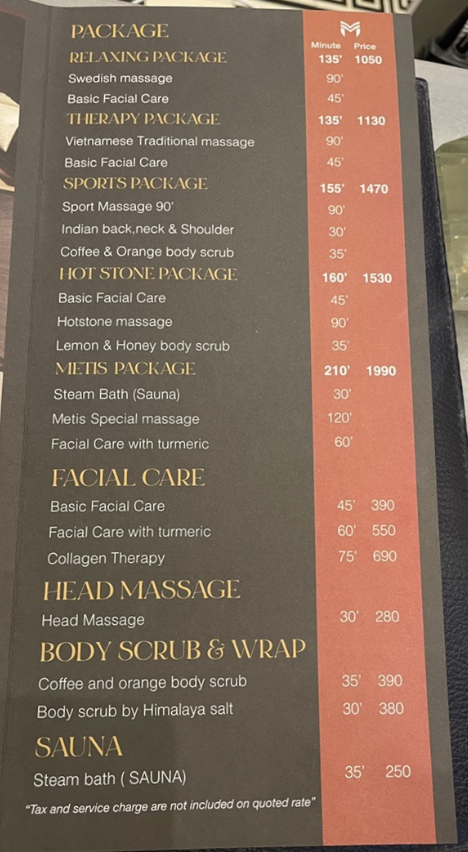 PACKAGE
Minute Price
RELAXING PACKAGE 135' 1050
Swedish massage 90'
Basic Facial Care 45'
THERAPY PACKAGE 135' 1130
Vietnamese Traditional massage 90'
Basic Facial Care 45'
SPORTS PACKAGE 155' 1470
Sport Massage 90' 90'
Indian back,neck & Shoulder 30'
Coffee & Orange body scrub 35'
HOT STONE PACKAGE 160' 1530
Basic Facial Care 45'
Hotstone massage 90'
Lemon & Honey body scrub 35'
METIS PACKAGE 210' 1990
Steam Bath (Sauna) 30'
Metis Special massage 120'
Facial Care with turmeric 60'
FACIAL CARE
Basic Facial Care 45' 390
Facial Care with turmeric 60' 550
Collagen Therapy 75' 690
HEAD MASSAGE
Head Massage 30' 280
BODY SCRUB & WRAP
Coffee and orange body scrub 35' 390
Body scrub by Himalaya salt 30' 380
SAUNA
Steam bath ( SAUNA) 35' 250
"Tax and service charge are not included on quoted rate"